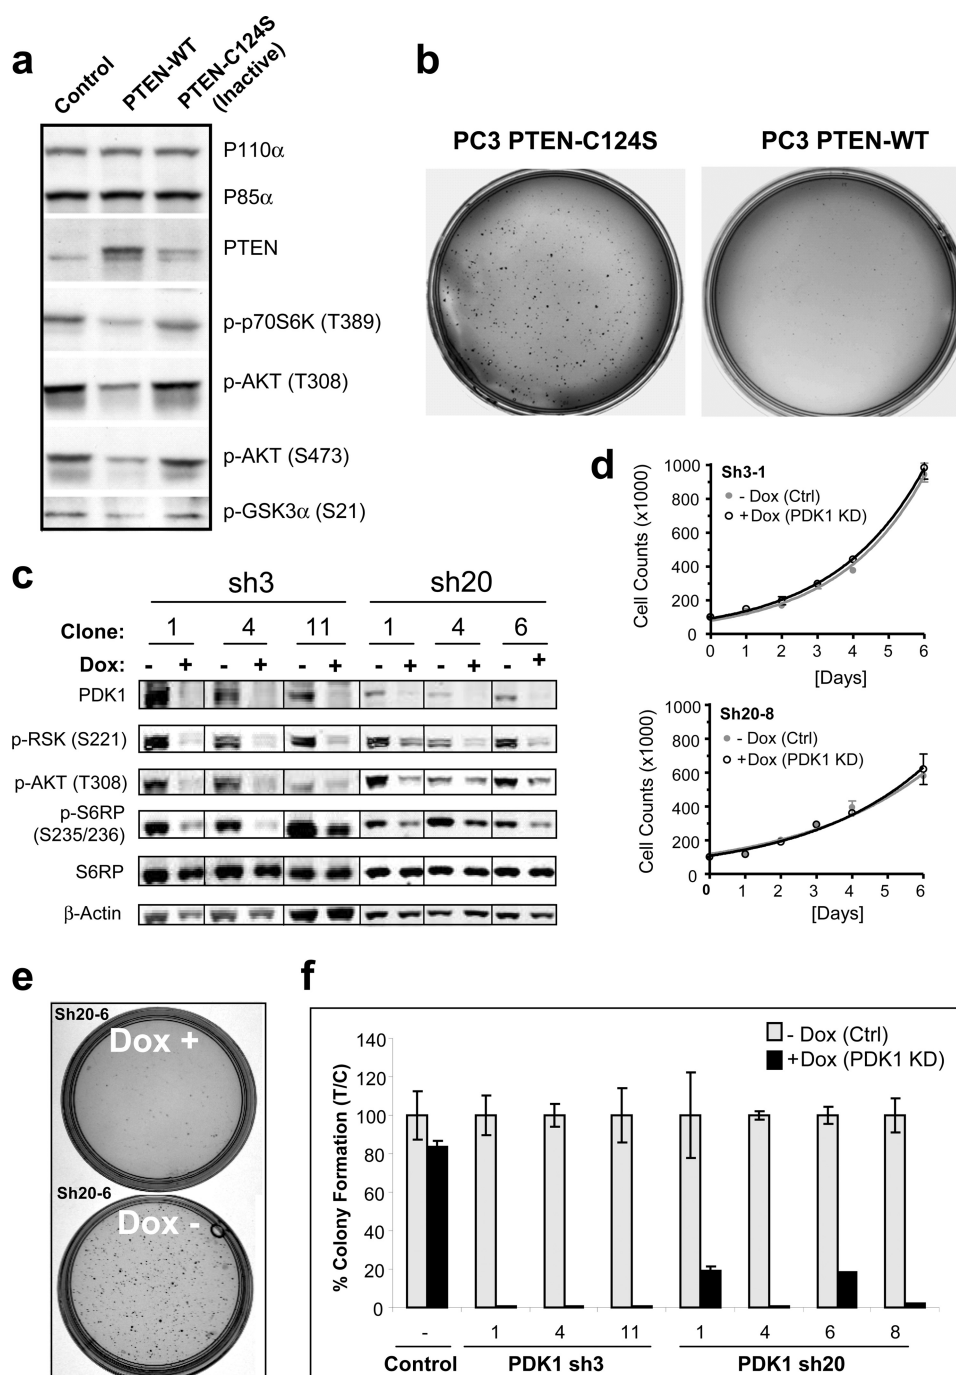 a
Control
PTEN-WT
PTEN-C124S
(Inactive)
P110α
P85α
PTEN
p-p70S6K (T389)
p-AKT (T308)
p-AKT (S473)
p-GSK3α (S21)
b
PC3 PTEN-C124S
PC3 PTEN-WT
c
sh3 sh20
Clone: 1 4 11 1 4 6
Dox: - + - + - + - + - + - +
PDK1
p-RSK (S221)
p-AKT (T308)
p-S6RP
(S235/236)
S6RP
β-Actin
d
Sh3-1
- Dox (Ctrl)
+Dox (PDK1 KD)
Cell Counts (x1000)
1000
800
600
400
200
0
0 1 2 3 4 5 6
[Days]
Sh20-8
- Dox (Ctrl)
+Dox (PDK1 KD)
Cell Counts (x1000)
1000
800
600
400
200
0
0 1 2 3 4 5 6
[Days]
e
Sh20-6
Dox +
Sh20-6
Dox -
f
- Dox (Ctrl)
+Dox (PDK1 KD)
% Colony Formation (T/C)
140
120
100
80
60
40
20
0
- 1 4 11 1 4 6 8
Control PDK1 sh3 PDK1 sh20